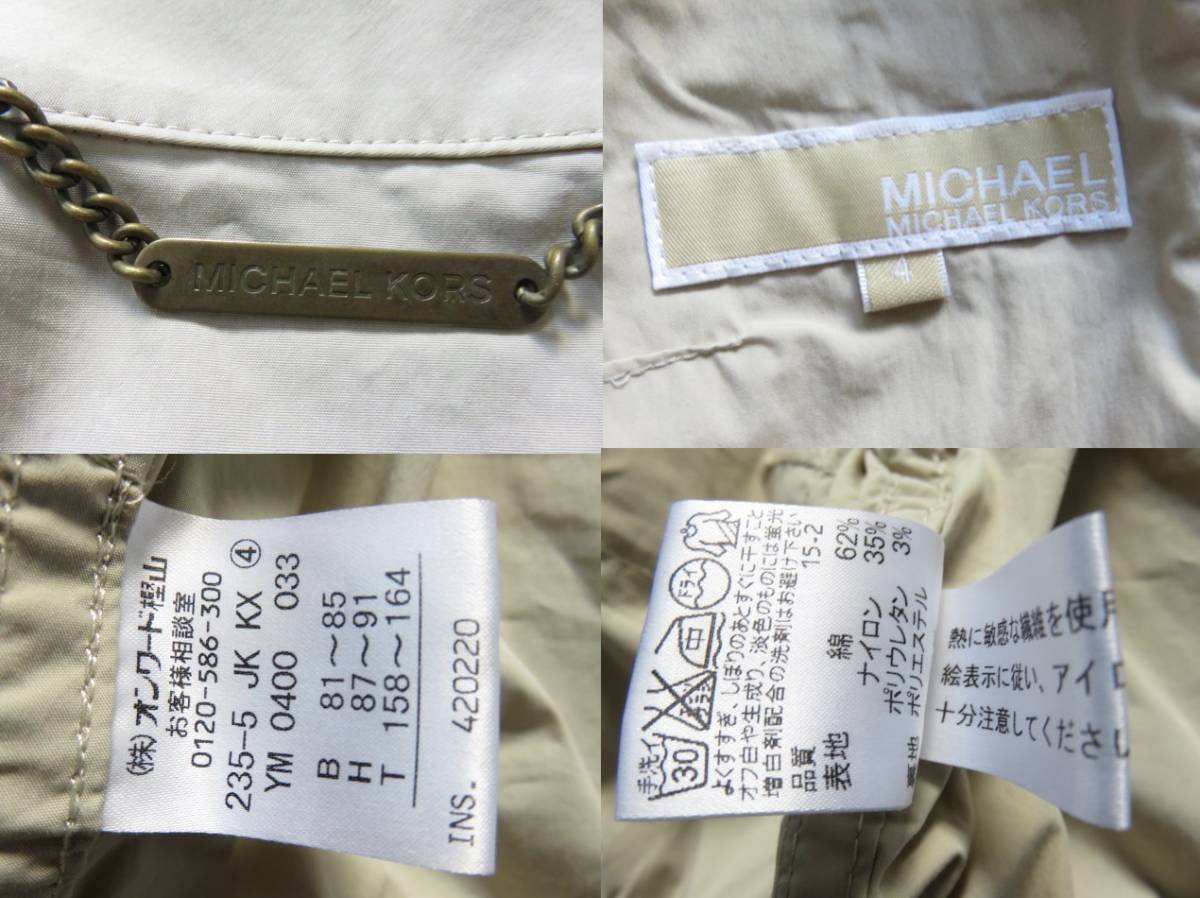 MICHAEL KORS
MICHAEL
MICHAEL KORS
4
(株)オンワード樫山
お客様相談室
0120-586-300
235-5 JK KX ④
YM 0400 033
B 81~85
H 87~91
T 158~164
INS. 420220
手洗イ
30
ドライ
よくすすぎ、しぼりのあとすぐに干すこと
オフ白や生成り、淡色のものには蛍光
増白剤配合の洗剤はお避け下さい
品質 15-2
表地 綿 62%
ナイロン 35%
ポリウレタン 3%
ポリエステル
熱に敏感な繊維を使用
絵表示に従い、アイロ
十分注意してくださ